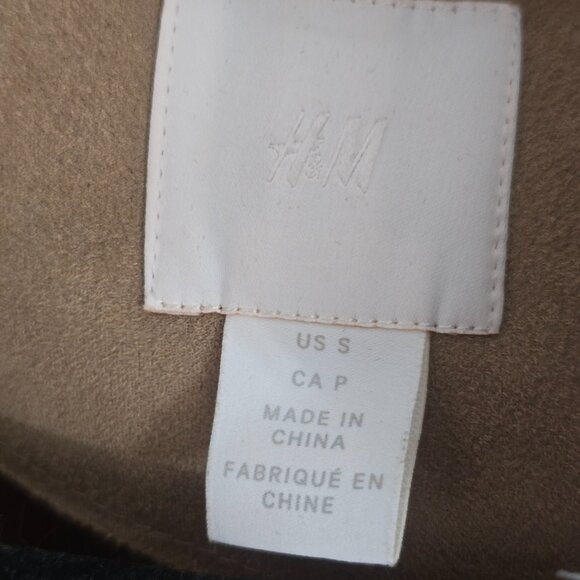 H&M
US S
CA P
MADE IN
CHINA
FABRIQUÉ EN
CHINE